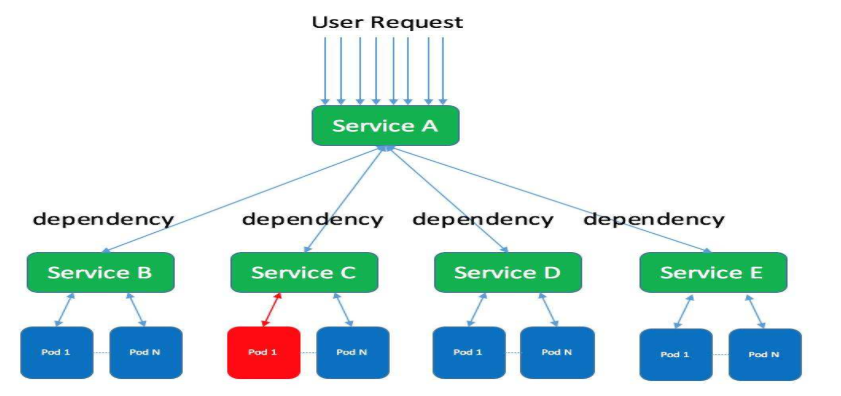 User Request
Service A
dependency dependency dependency dependency
Service B Service C Service D Service E
Pod 1 Pod N Pod 1 Pod N Pod 1 Pod N Pod 1 Pod N